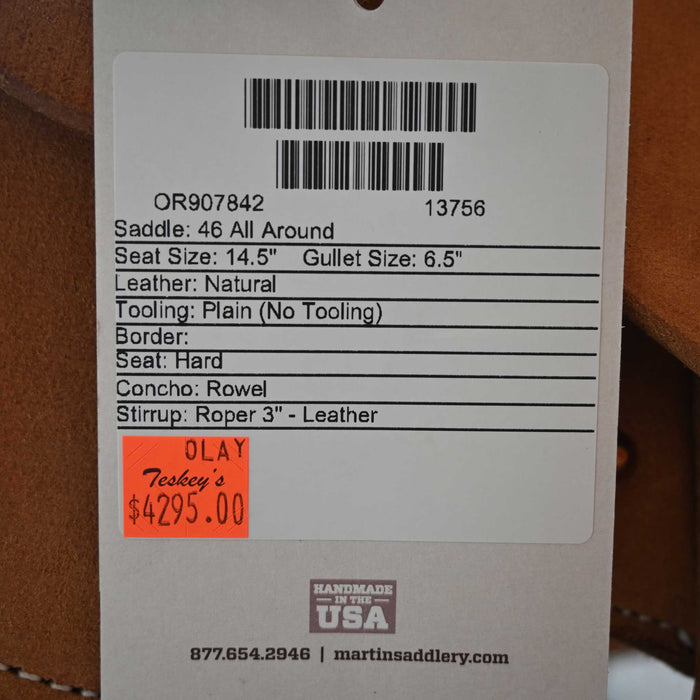 OR907842 13756
Saddle: 46 All Around
Seat Size: 14.5" Gullet Size: 6.5"
Leather: Natural
Tooling: Plain (No Tooling)
Border:
Seat: Hard
Concho: Rowel
Stirrup: Roper 3" - Leather
OLAY
Teskey's
$4295.00
HANDMADE
IN THE
USA
877.654.2946 | martinsaddlery.com